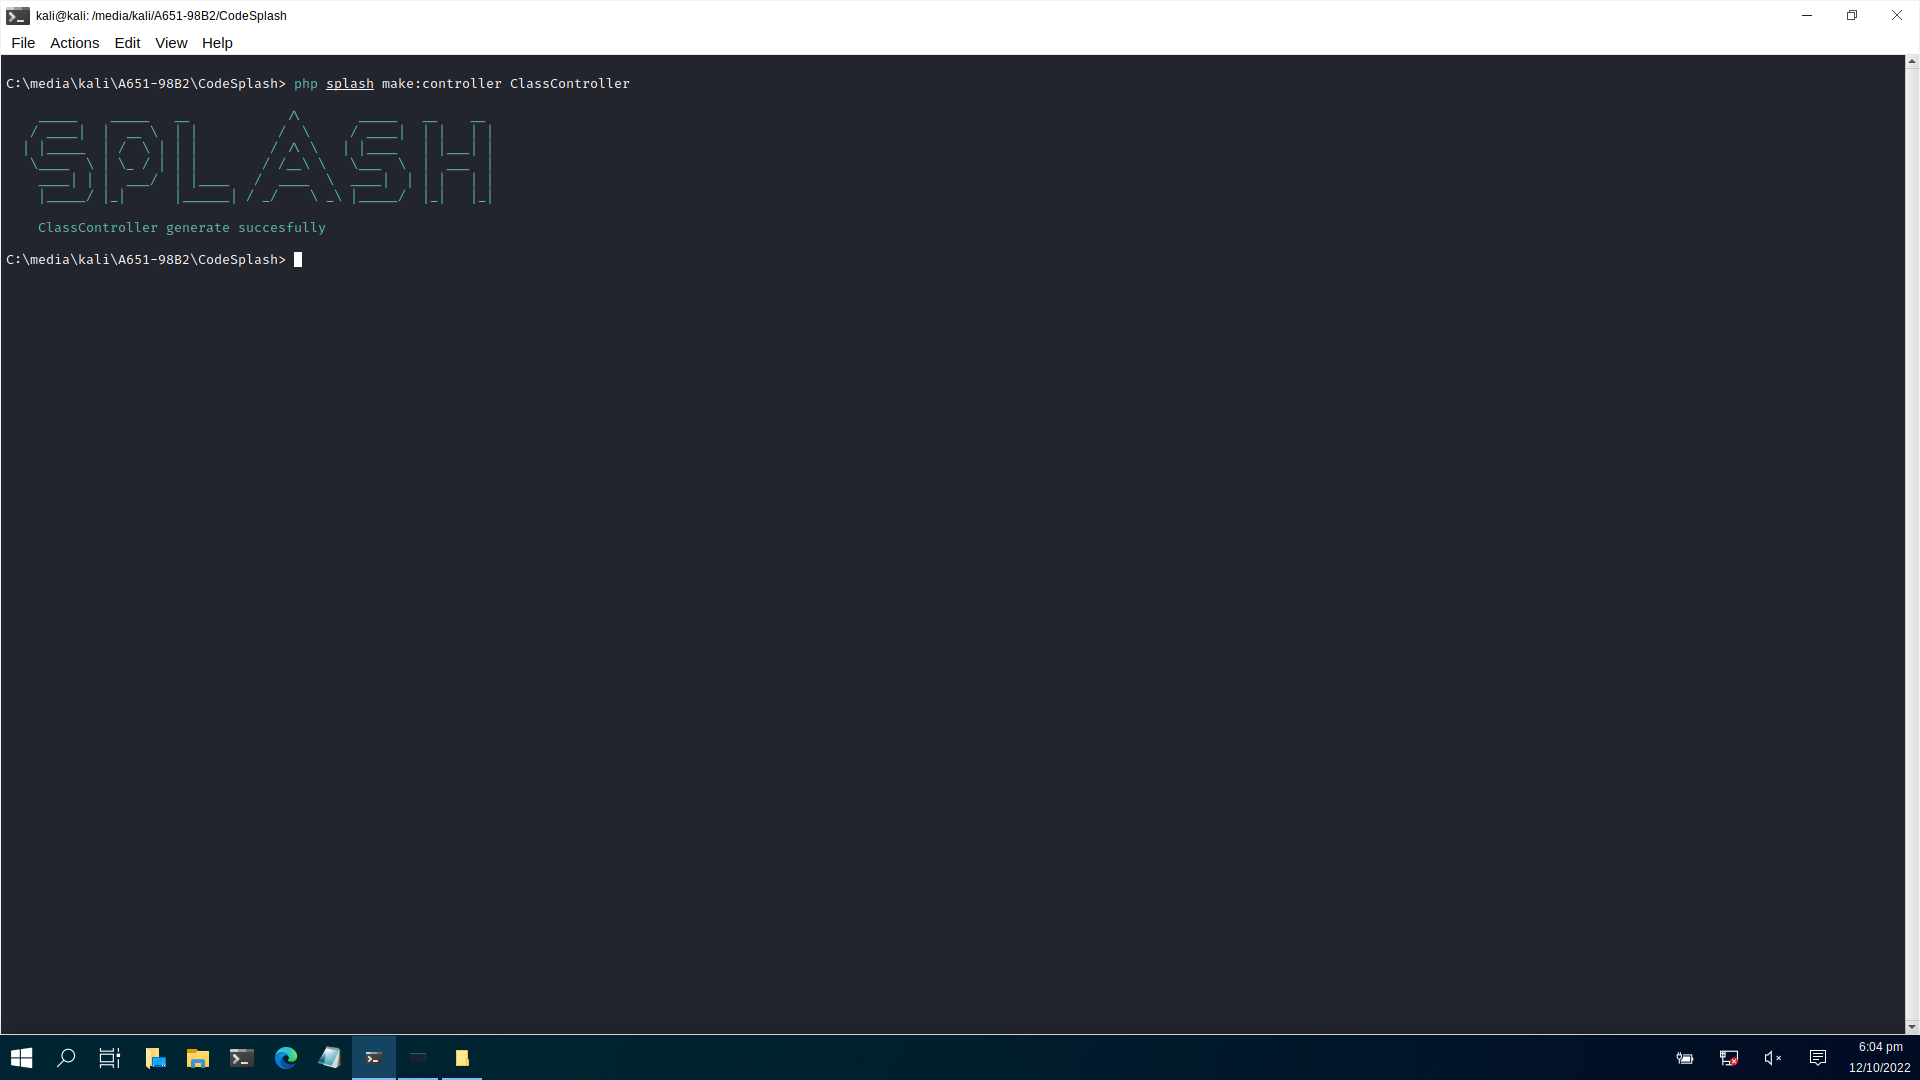 kali@kali: /media/kali/A651-98B2/CodeSplash
File Actions Edit View Help
C:\media\kali\A651-98B2\CodeSplash> php splash make:controller ClassController
SPLASH
ClassController generate succesfully
C:\media\kali\A651-98B2\CodeSplash>
6:04 pm
12/10/2022